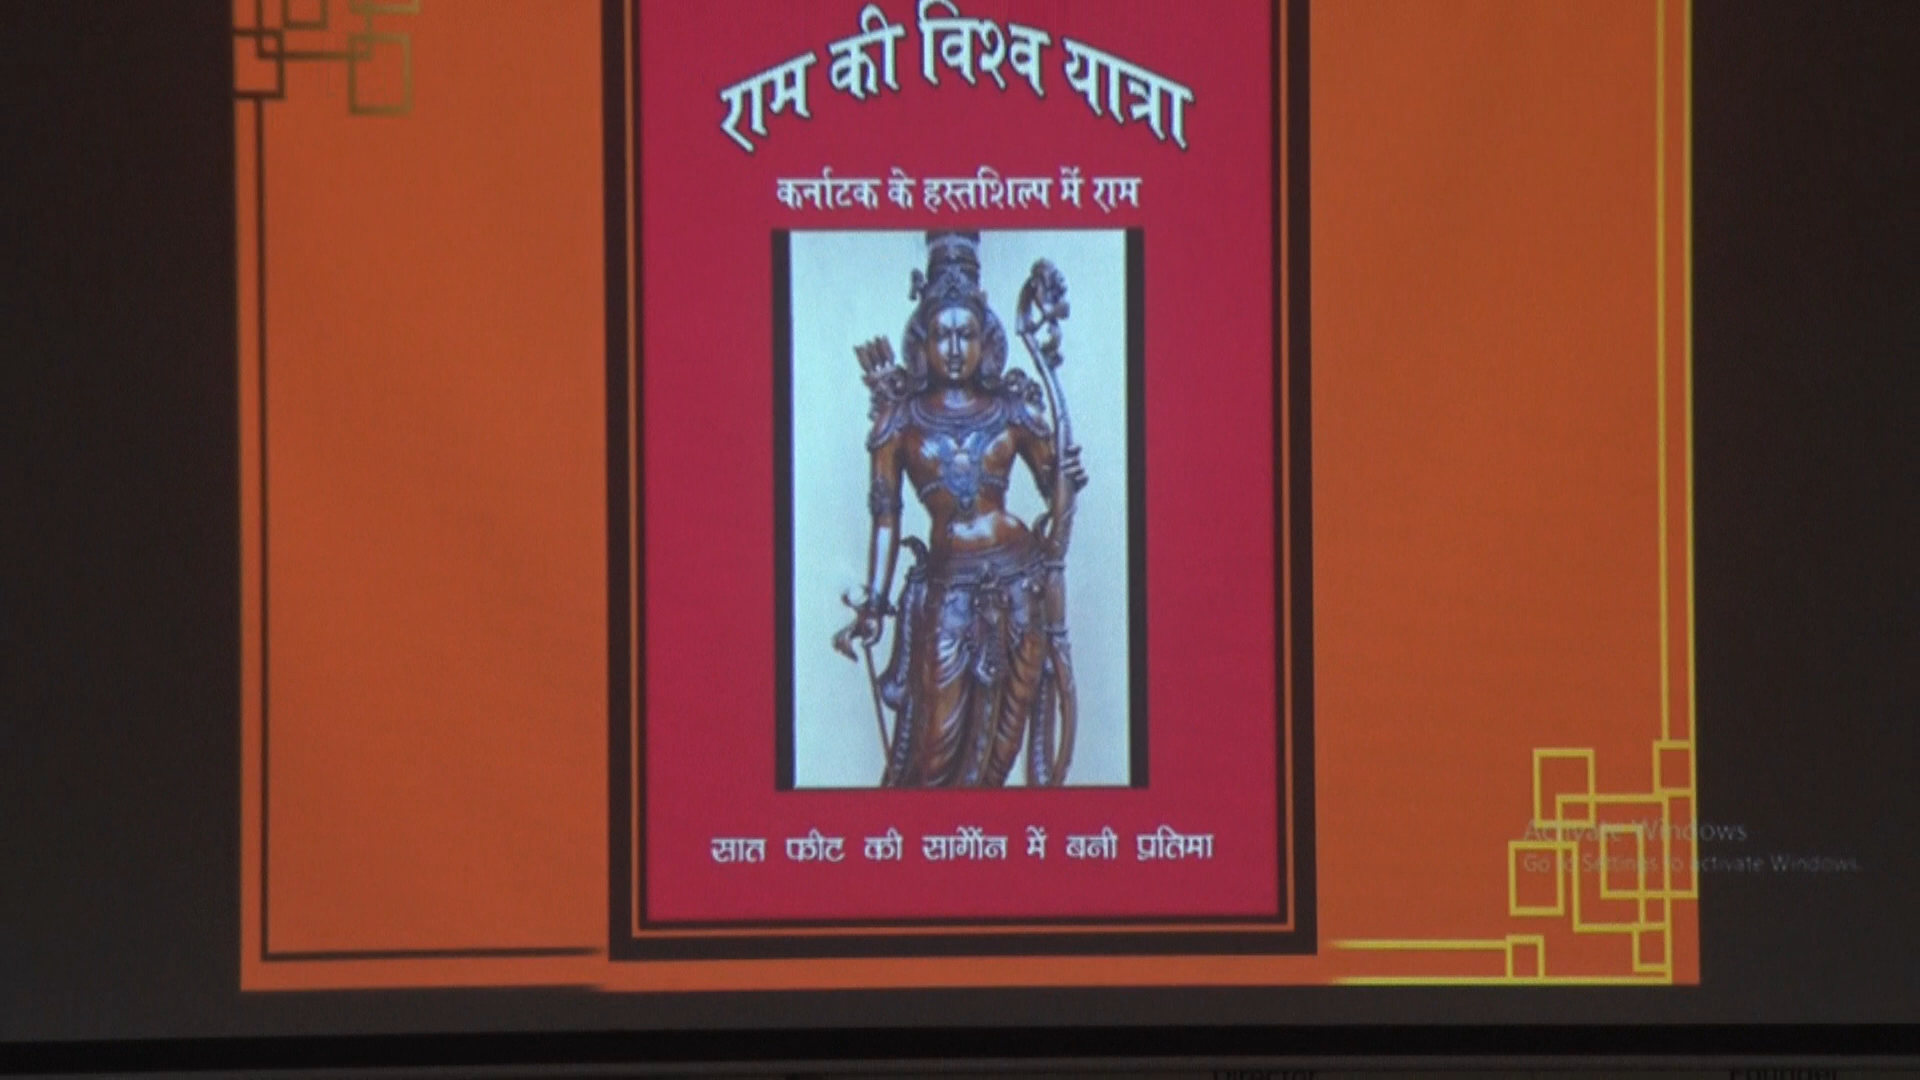 राम की विश्व यात्रा
कर्नाटक के हस्तशिल्प में राम
सात फीट की सागौन में बनी प्रतिमा
Activate Windows
Go to Settings to activate Windows.